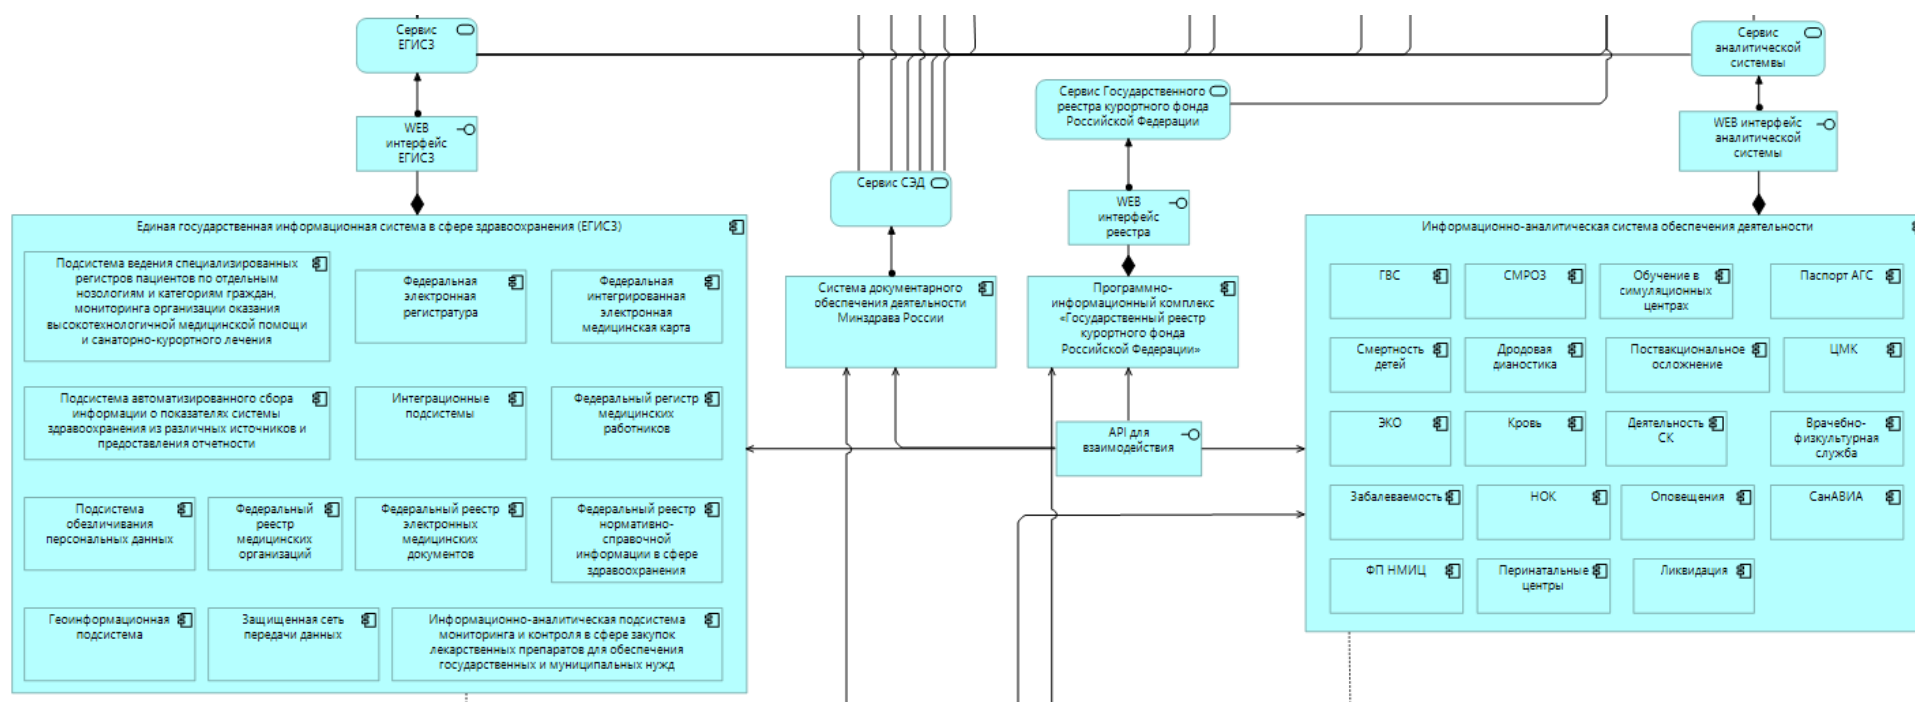 Сервис
ЕГИСЗ
WEB
интерфейс
ЕГИСЗ
Сервис СЭД
Сервис Государственного
реестра курортного фонда
Российской Федерации
WEB
интерфейс
реестра
Сервис
аналитической
системвы
WEB интерфейс
аналитической
системы
Единая государственная информационная система в сфере здравоохранения (ЕГИСЗ)
Подсистема ведения специализированных
регистров пациентов по отдельным
нозологиям и категориям граждан,
мониторинга организации оказания
высокотехнологичной медицинской помощи
и санаторно-курортного лечения
Федеральная
электронная
регистратура
Федеральная
интегрированная
электронная
медицинская карта
Подсистема автоматизированного сбора
информации о показателях системы
здравоохранения из различных источников и
предоставления отчетности
Интеграционные
подсистемы
Федеральный регистр
медицинских
работников
Подсистема
обезличивания
персональных данных
Федеральный
реестр
медицинских
организаций
Федеральный реестр
электронных
медицинских
документов
Федеральный реестр
нормативно-
справочной
информации в сфере
здравоохранения
Геоинформационная
подсистема
Защищенная сеть
передачи данных
Информационно-аналитическая подсистема
мониторинга и контроля в сфере закупок
лекарственных препаратов для обеспечения
государственных и муниципальных нужд
Система документарного
обеспечения деятельности
Минздрава России
Программно-
информационный комплекс
«Государственный реестр
курортного фонда
Российской Федерации»
API для
взаимодействия
Информационно-аналитическая система обеспечения деятельности
ГВС
СМРОЗ
Обучение в
симуляционных
центрах
Паспорт АГС
Смертность
детей
Дродовая
дианостика
Поствакциональное
осложнение
ЦМК
ЭКО
Кровь
Деятельность
СК
Врачебно-
физкультурная
служба
Забалеваемость
НОК
Оповещения
СанАВИА
ФП НМИЦ
Перинатальные
центры
Ликвидация